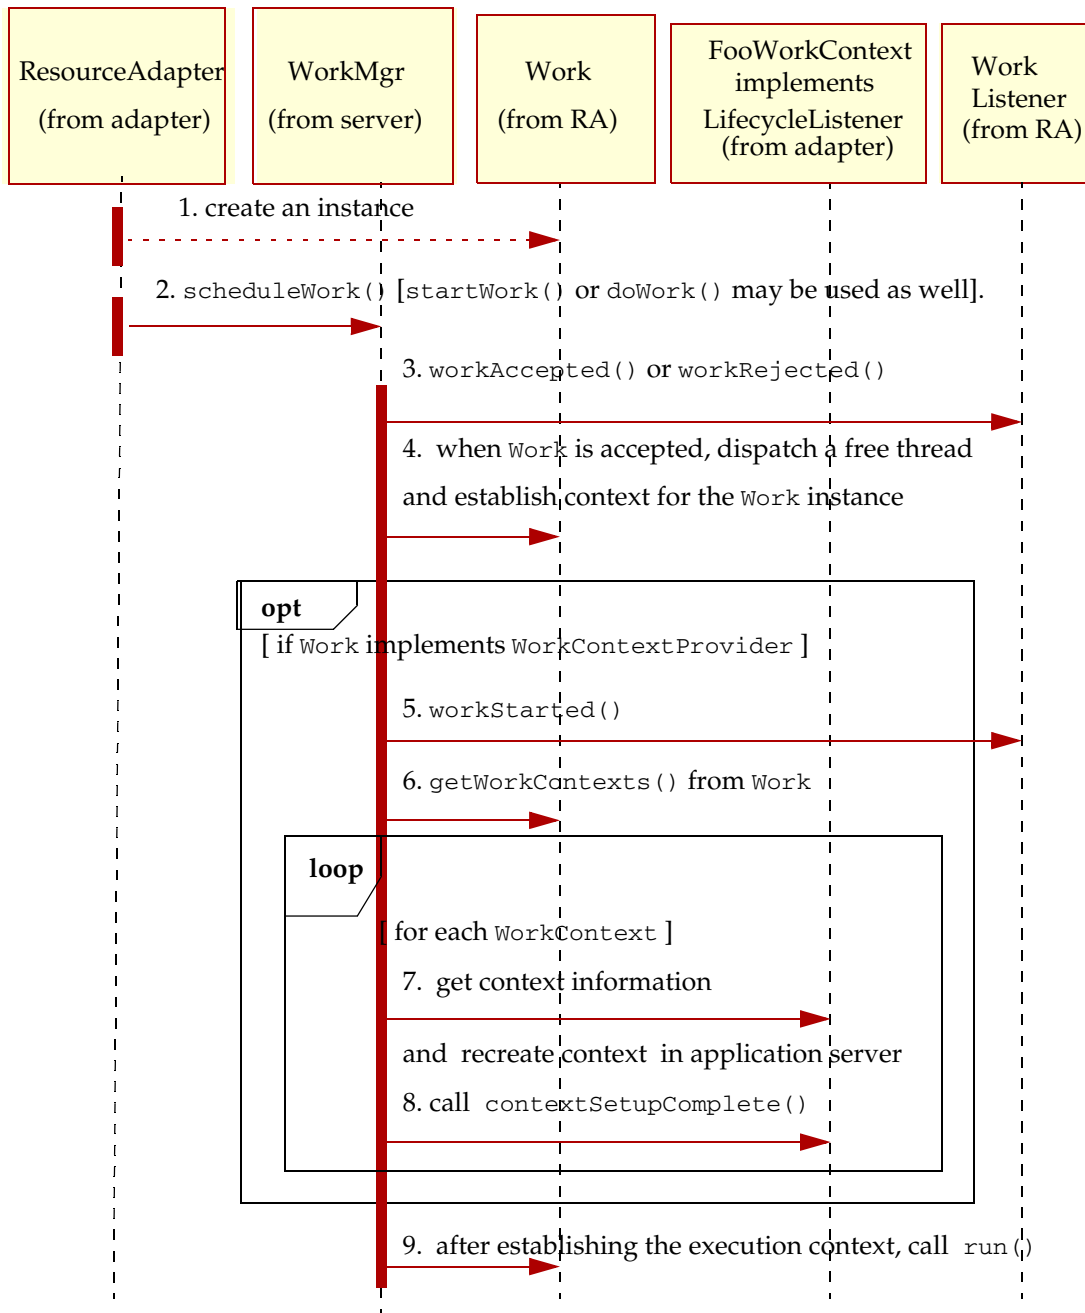 ResourceAdapter
(from adapter)
WorkMgr
(from server)
Work
(from RA)
FooWorkContext
implements
LifecycleListener
(from adapter)
Work
Listener
(from RA)
1. create an instance
2. scheduleWork() [startWork() or doWork() may be used as well].
3. workAccepted() or workRejected()
4. when Work is accepted, dispatch a free thread
and establish context for the Work instance
opt
[ if Work implements WorkContextProvider ]
5. workStarted()
6. getWorkContexts() from Work
loop
[ for each WorkContext ]
7. get context information
and recreate context in application server
8. call contextSetupComplete()
9. after establishing the execution context, call run()